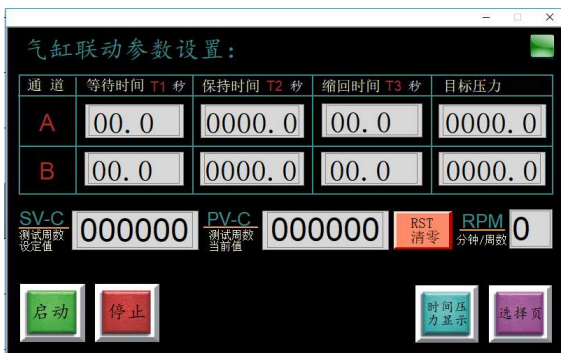 气缸联动参数设置：
通 道 等待时间 T1 秒 保持时间 T2 秒 缩回时间 T3 秒 目标压力
A 00.0 0000.0 00.0 0000.0
B 00.0 0000.0 00.0 0000.0
SV-C
测试周数
设定值
000000
PV-C
测试周数
当前值
000000
RST
清零
RPM
分钟/周数
0
启动
停止
时间压
力显示
选择页